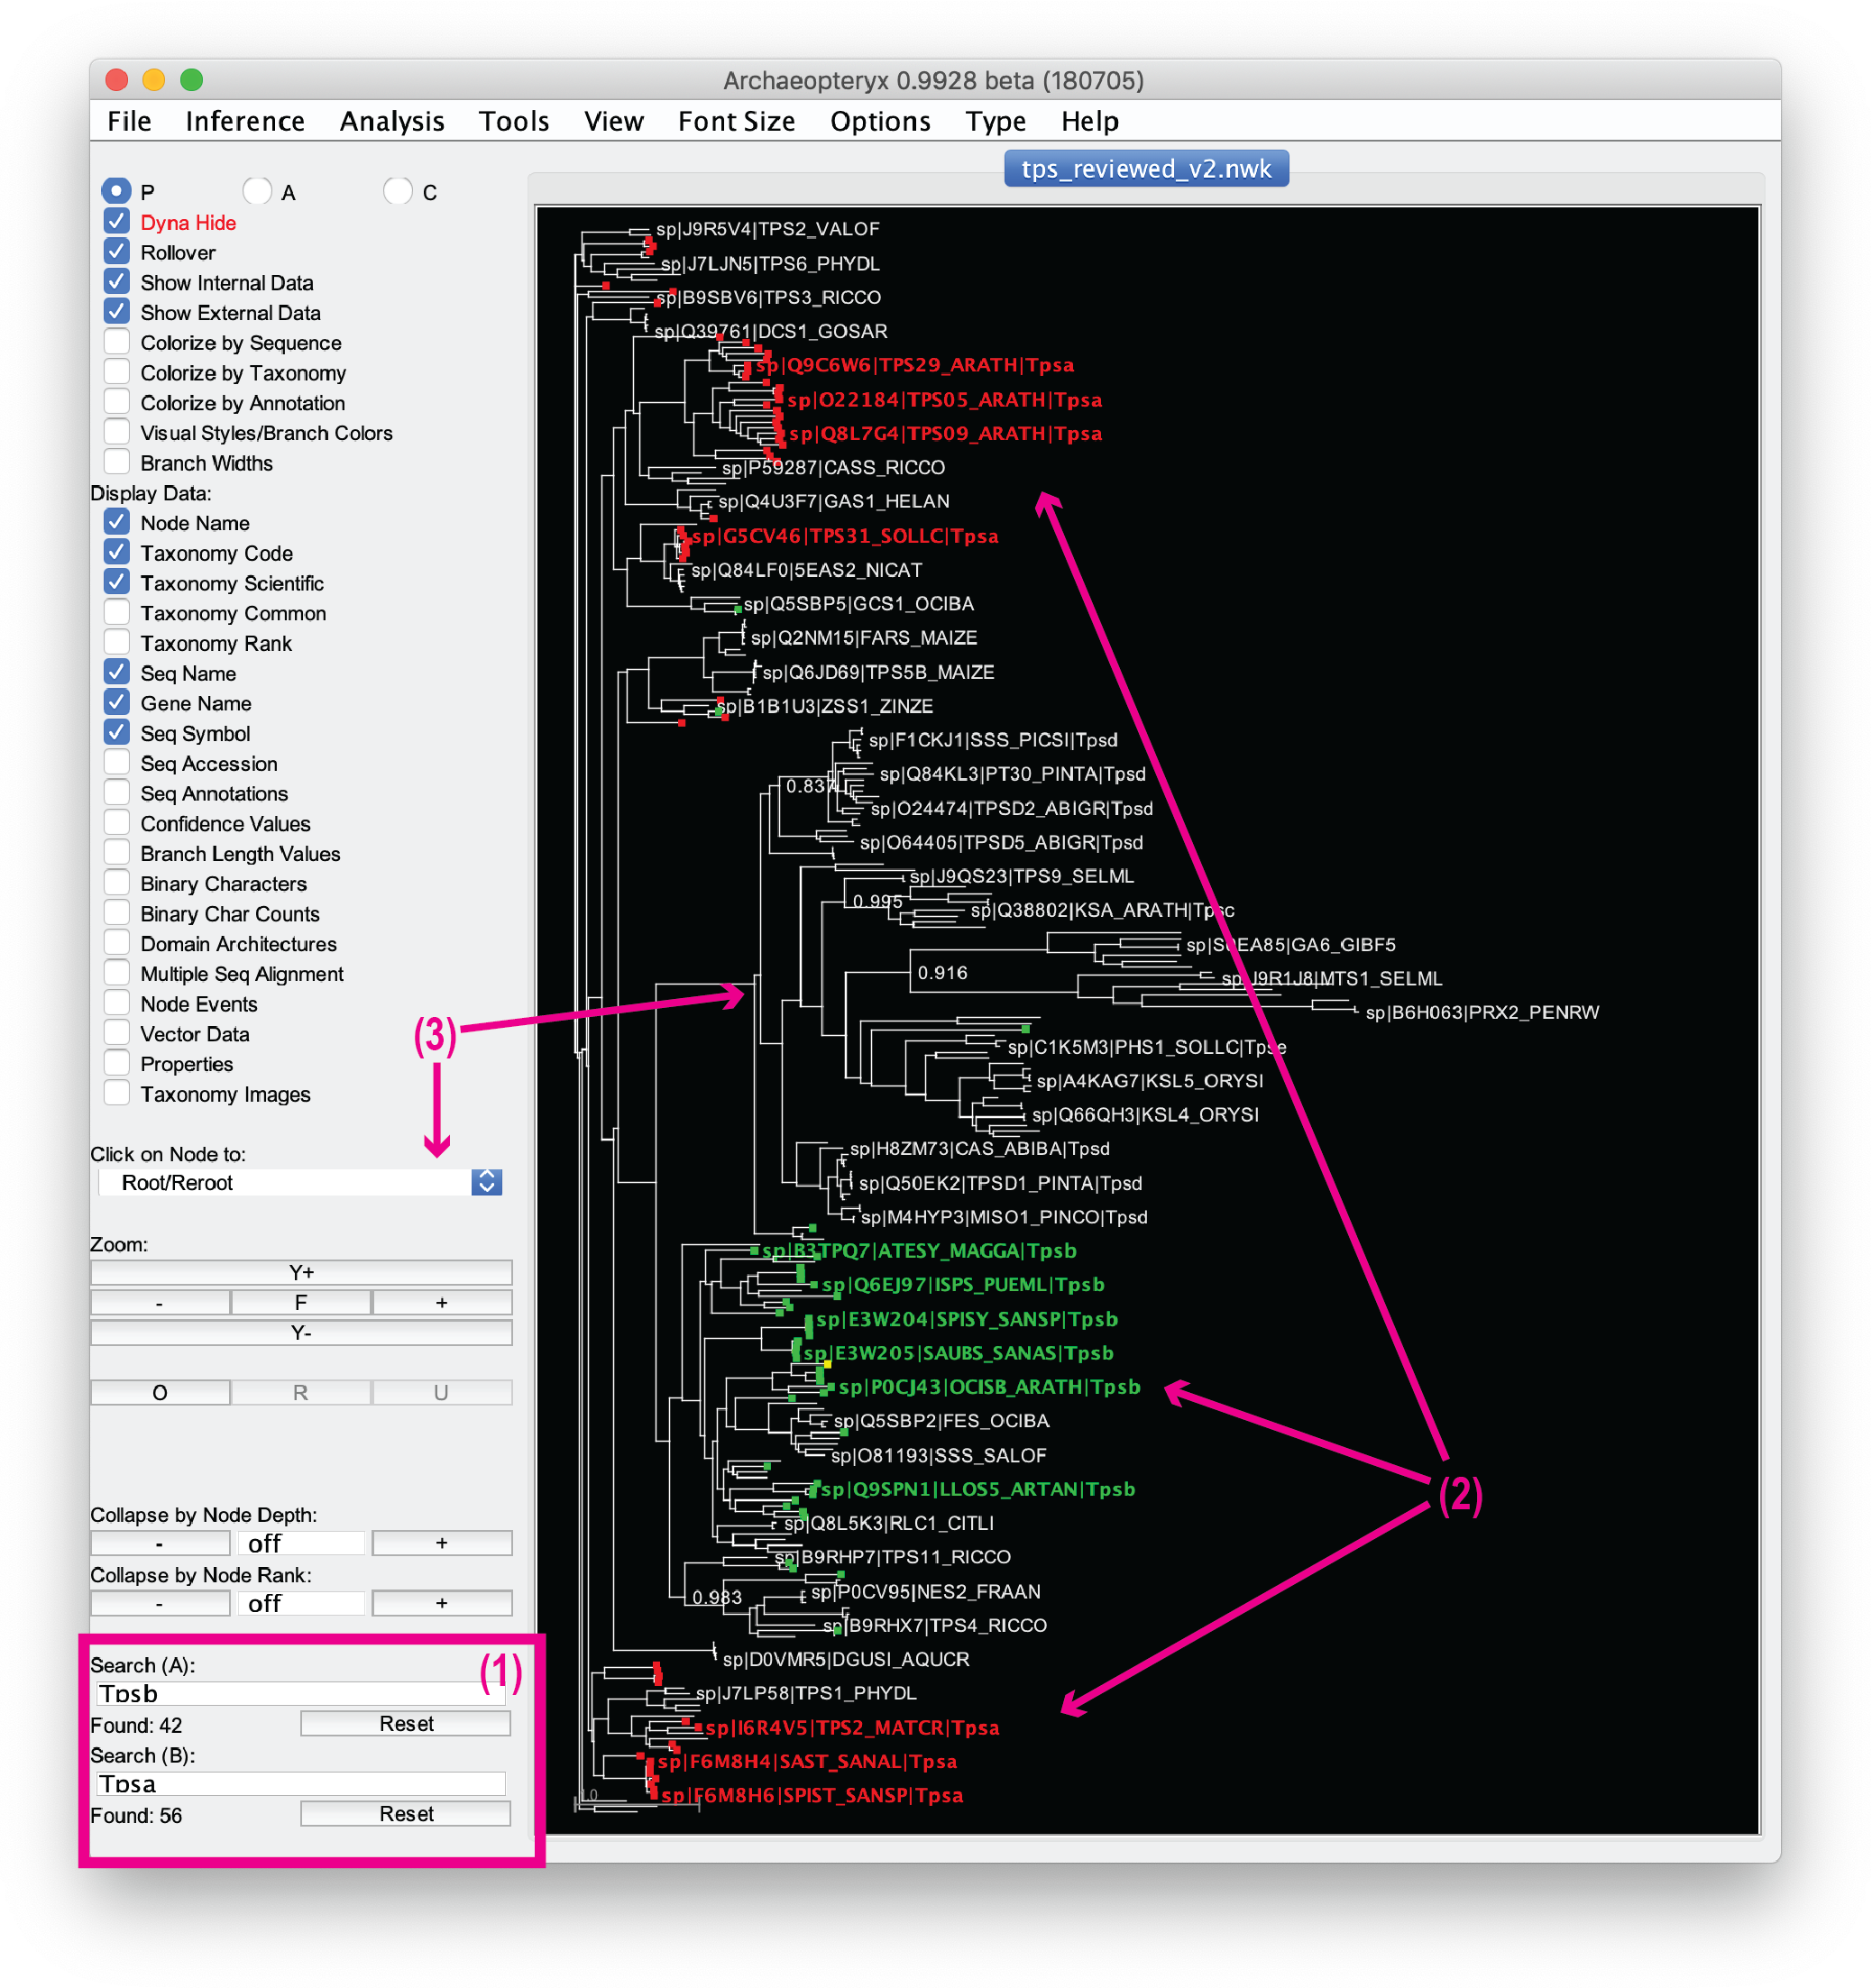 Archaeopteryx 0.9928 beta (180705)
File Inference Analysis Tools View Font Size Options Type Help
tps_reviewed_v2.nwk
P A C
Dyna Hide
Rollover
Show Internal Data
Show External Data
Colorize by Sequence
Colorize by Taxonomy
Colorize by Annotation
Visual Styles/Branch Colors
Branch Widths
Display Data:
Node Name
Taxonomy Code
Taxonomy Scientific
Taxonomy Common
Taxonomy Rank
Seq Name
Gene Name
Seq Symbol
Seq Accession
Seq Annotations
Confidence Values
Branch Length Values
Binary Characters
Binary Char Counts
Domain Architectures
Multiple Seq Alignment
Node Events
Vector Data
Properties
Taxonomy Images
(3)
Click on Node to:
Root/Reroot
Zoom:
Y+
- F +
Y-
O R U
Collapse by Node Depth:
- off +
Collapse by Node Rank:
- off +
(1)
Search (A):
Tpsb
Found: 42 Reset
Search (B):
Tpsa
Found: 56 Reset
sp|J9R5V4|TPS2_VALOF
sp|J7LJN5|TPS6_PHYDL
sp|B9SBV6|TPS3_RICCO
sp|Q39761|DCS1_GOSAR
sp|Q9C6W6|TPS29_ARATH|Tpsa
sp|O22184|TPS05_ARATH|Tpsa
sp|Q8L7G4|TPS09_ARATH|Tpsa
sp|P59287|CASS_RICCO
sp|Q4U3F7|GAS1_HELAN
sp|G5CV46|TPS31_SOLLC|Tpsa
sp|Q84LF0|5EAS2_NICAT
sp|Q5SBP5|GCS1_OCIBA
sp|Q2NM15|FARS_MAIZE
sp|Q6JD69|TPS5B_MAIZE
sp|B1B1U3|ZSS1_ZINZE
sp|F1CKJ1|SSS_PICSI|Tpsd
sp|Q84KL3|PT30_PINTA|Tpsd
0.837
sp|O24474|TPSD2_ABIGR|Tpsd
sp|O64405|TPSD5_ABIGR|Tpsd
sp|J9QS23|TPS9_SELML
0.995
sp|Q38802|KSA_ARATH|Tpsc
sp|S0EA85|GA6_GIBF5
0.916
sp|J9R1J8|MTS1_SELML
sp|B6H063|PRX2_PENRW
sp|C1K5M3|PHS1_SOLLC|Tpse
sp|A4KAG7|KSL5_ORYSI
sp|Q66QH3|KSL4_ORYSI
sp|H8ZM73|CAS_ABIBA|Tpsd
sp|Q50EK2|TPSD1_PINTA|Tpsd
sp|M4HYP3|MISO1_PINCO|Tpsd
sp|B3TPQ7|ATESY_MAGGA|Tpsb
sp|Q6EJ97|ISPS_PUEML|Tpsb
sp|E3W204|SPISY_SANSP|Tpsb
sp|E3W205|SAUBS_SANAS|Tpsb
sp|P0CJ43|OCISB_ARATH|Tpsb
sp|Q5SBP2|FES_OCIBA
sp|O81193|SSS_SALOF
sp|Q9SPN1|LLOS5_ARTAN|Tpsb
(2)
sp|Q8L5K3|RLC1_CITLI
sp|B9RHP7|TPS11_RICCO
sp|P0CV95|NES2_FRAAN
0.983
sp|B9RHX7|TPS4_RICCO
sp|D0VMR5|DGUSI_AQUCR
sp|J7LP58|TPS1_PHYDL
sp|I6R4V5|TPS2_MATCR|Tpsa
sp|F6M8H4|SAST_SANAL|Tpsa
sp|F6M8H6|SPIST_SANSP|Tpsa